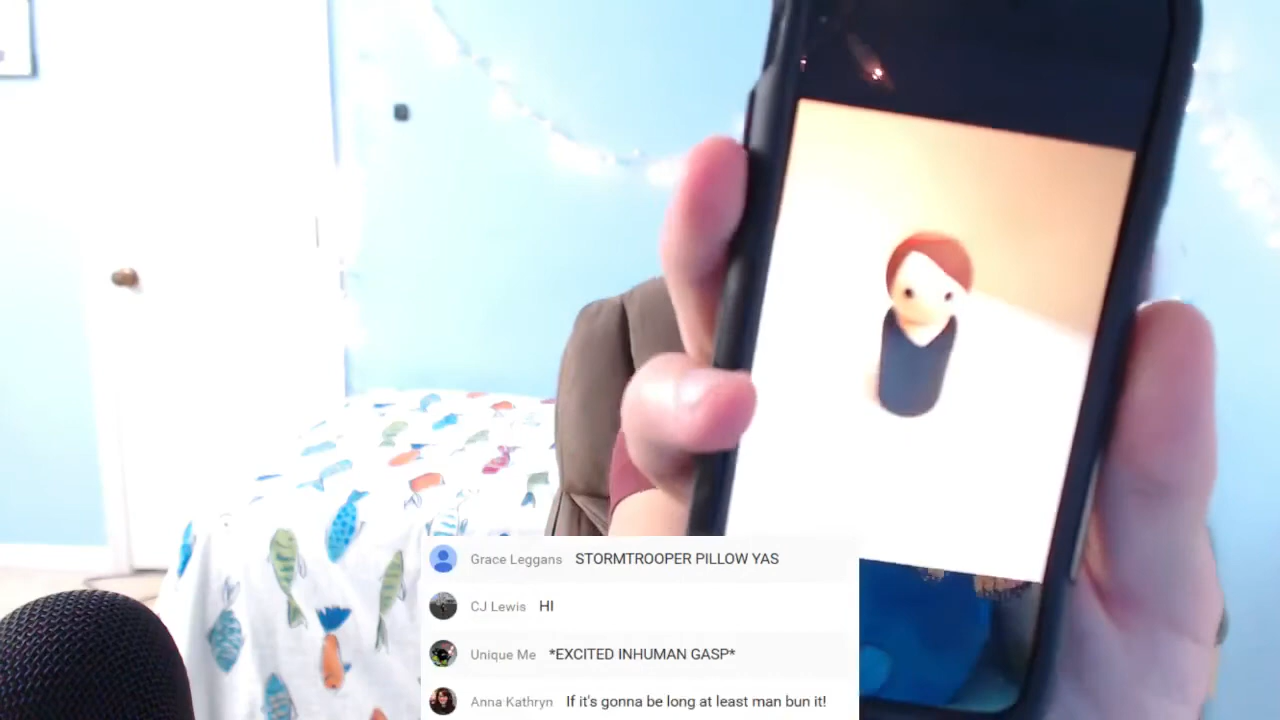 Grace Leggans STORMTROOPER PILLOW YAS
CJ Lewis HI
Unique Me *EXCITED INHUMAN GASP*
Anna Kathryn If it's gonna be long at least man bun it!